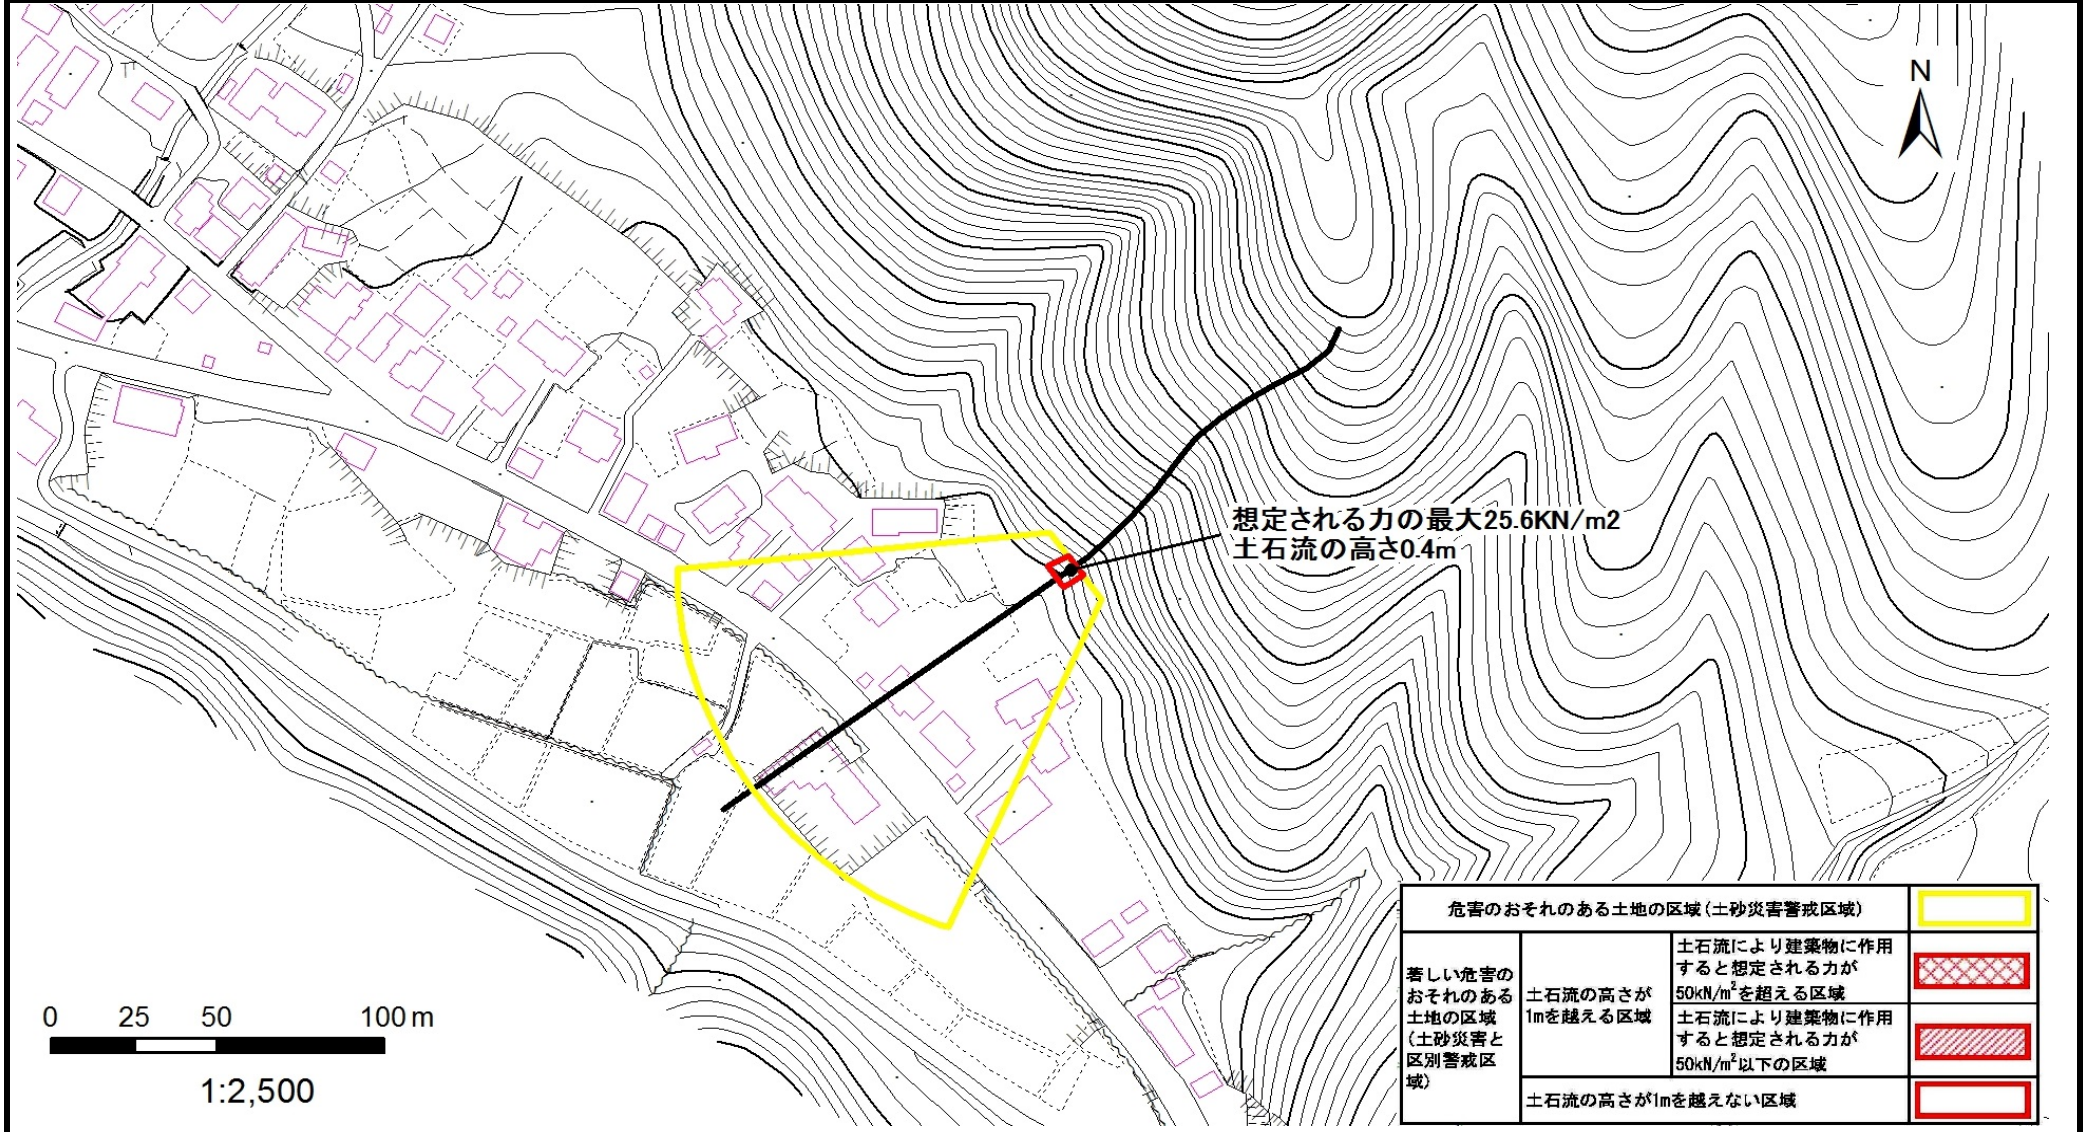 N
想定される力の最大25.6KN/m2
土石流の高さ0.4m
危害のおそれのある土地の区域(土砂災害警戒区域)
著しい危害の
おそれのある
土地の区域
(土砂災害と
区別警戒区
域)
土石流の高さが
1mを越える区域
土石流により建築物に作用
すると想定される力が
50kN/m²を超える区域
土石流により建築物に作用
すると想定される力が
50kN/m²以下の区域
土石流の高さが1mを越えない区域
0 25 50 100 m
1:2,500